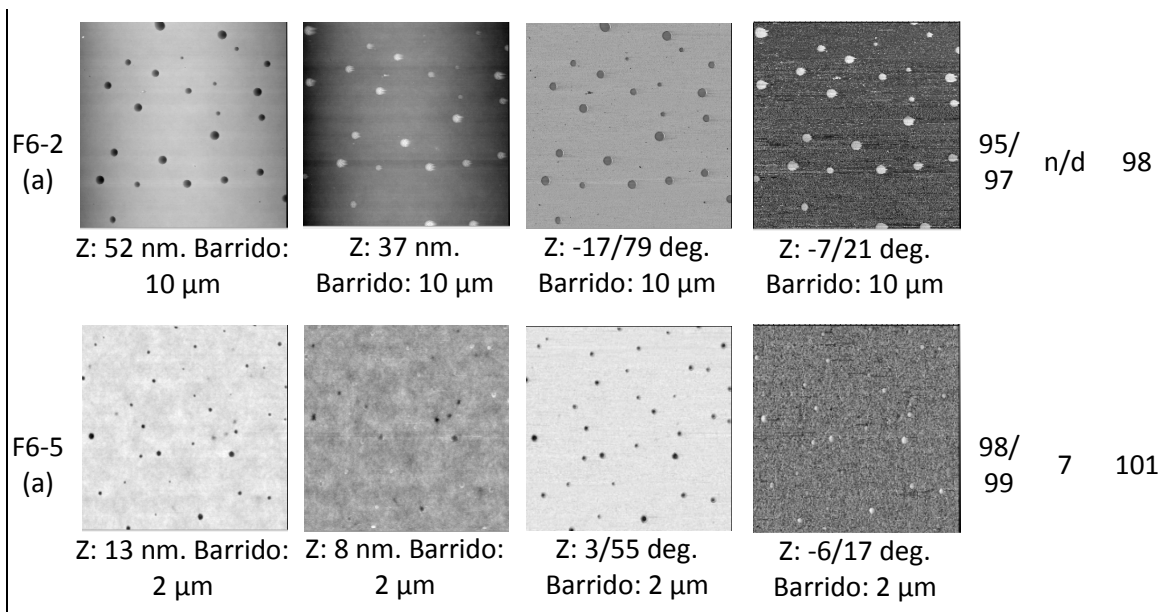 F6-2
(a)
Z: 52 nm. Barrido:
10 µm
Z: 37 nm.
Barrido: 10 µm
Z: -17/79 deg.
Barrido: 10 µm
Z: -7/21 deg.
Barrido: 10 µm
95/
97
n/d
98
F6-5
(a)
Z: 13 nm. Barrido:
2 µm
Z: 8 nm. Barrido:
2 µm
Z: 3/55 deg.
Barrido: 2 µm
Z: -6/17 deg.
Barrido: 2 µm
98/
99
7
101